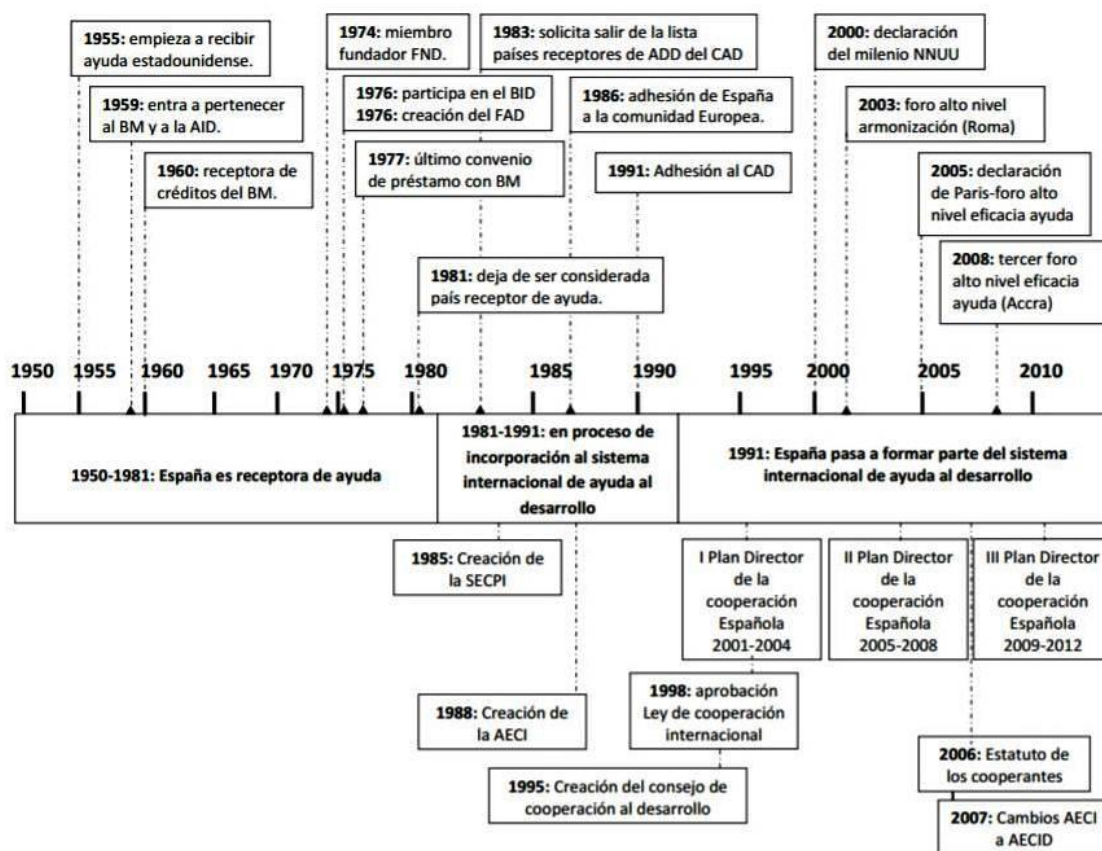 1955: empieza a recibir
ayuda estadounidense.
1959: entra a pertenecer
al BM y a la AID.
1960: receptora de
créditos del BM.
1974: miembro
fundador FND.
1976: participa en el BID
1976: creación del FAD
1977: último convenio
de préstamo con BM
1983: solicita salir de la lista
países receptores de ADD del CAD
1986: adhesión de España
a la comunidad Europea.
1991: Adhesión al CAD
1981: deja de ser considerada
país receptor de ayuda.
2000: declaración
del milenio NNUU
2003: foro alto nivel
armonización (Roma)
2005: declaración
de Paris-foro alto
nivel eficacia ayuda
2008: tercer foro
alto nivel eficacia
ayuda (Accra)
1950 1955 1960 1965 1970 1975 1980 1985 1990 1995 2000 2005 2010
1950-1981: España es receptora de ayuda
1981-1991: en proceso de
incorporación al sistema
internacional de ayuda al
desarrollo
1991: España pasa a formar parte del sistema
internacional de ayuda al desarrollo
1985: Creación de
la SECPI
1988: Creación de
la AECI
I Plan Director
de la
cooperación
Española
2001-2004
II Plan Director
de la
cooperación
Española
2005-2008
III Plan Director
de la
cooperación
Española
2009-2012
1998: aprobación
Ley de cooperación
internacional
1995: Creación del consejo de
cooperación al desarrollo
2006: Estatuto de
los cooperantes
2007: Cambios AECI
a AECID